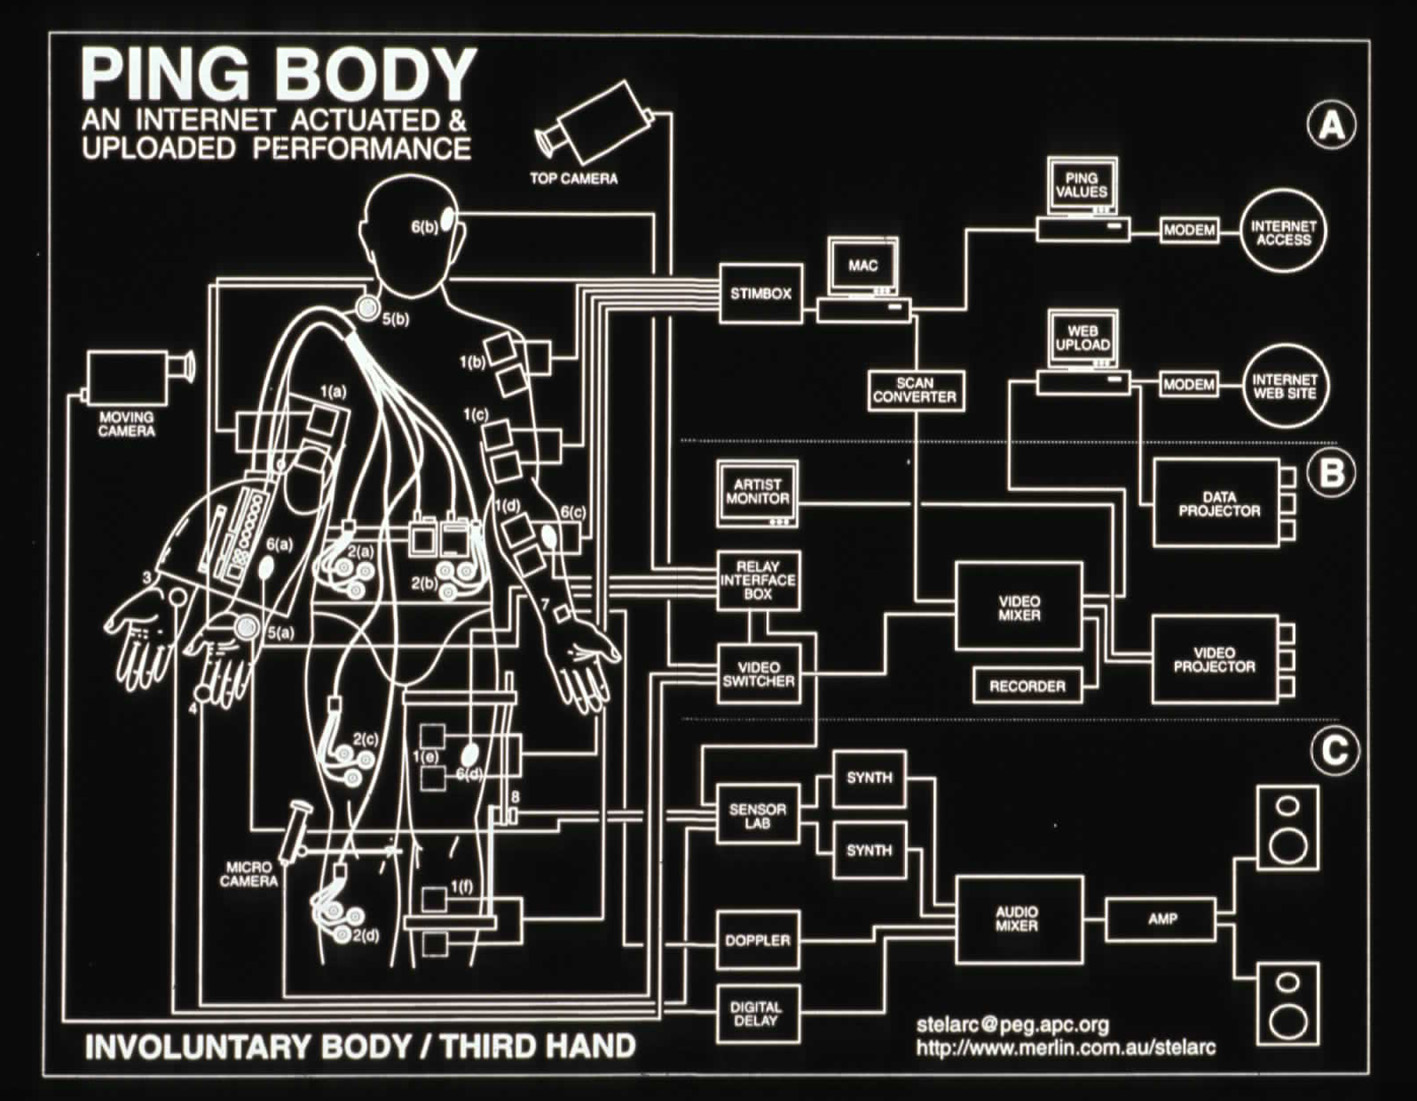 PING BODY
AN INTERNET ACTUATED &
UPLOADED PERFORMANCE
TOP CAMERA
A
PING
VALUES
MODEM
INTERNET
ACCESS
6(b)
MAC
STIMBOX
5(b)
WEB
UPLOAD
1(b)
MOVING
CAMERA
1(a)
SCAN
CONVERTER
MODEM
INTERNET
WEB SITE
1(c)
B
ARTIST
MONITOR
DATA
PROJECTOR
1(d)
6(c)
6(a)
2(a)
2(b)
3
RELAY
INTERFACE
BOX
VIDEO
MIXER
7
5(a)
VIDEO
SWITCHER
VIDEO
PROJECTOR
RECORDER
4
2(c)
1(e)
6(d)
C
SYNTH
8
SENSOR
LAB
SYNTH
MICRO
CAMERA
1(f)
2(d)
AUDIO
MIXER
AMP
DOPPLER
DIGITAL
DELAY
INVOLUNTARY BODY / THIRD HAND
stelarc@peg.apc.org
http://www.merlin.com.au/stelarc